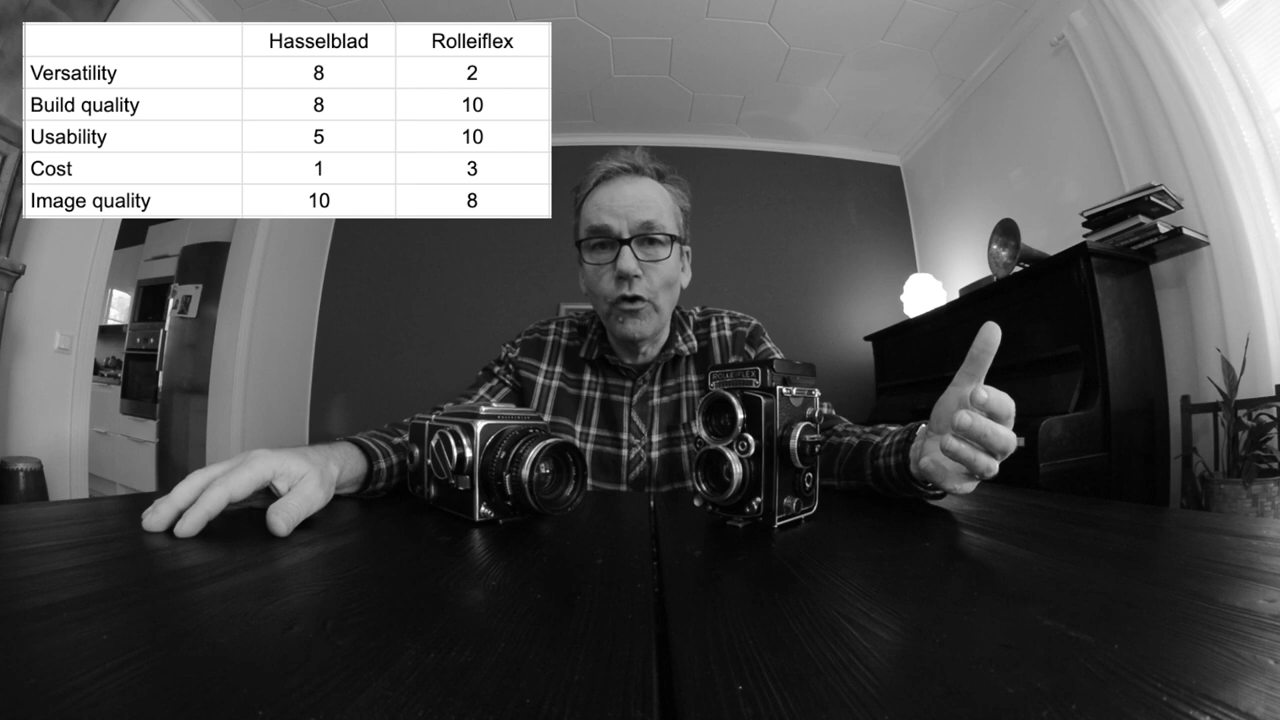 Hasselblad Rolleiflex
Versatility 8 2
Build quality 8 10
Usability 5 10
Cost 1 3
Image quality 10 8
ROLLEIFLEX